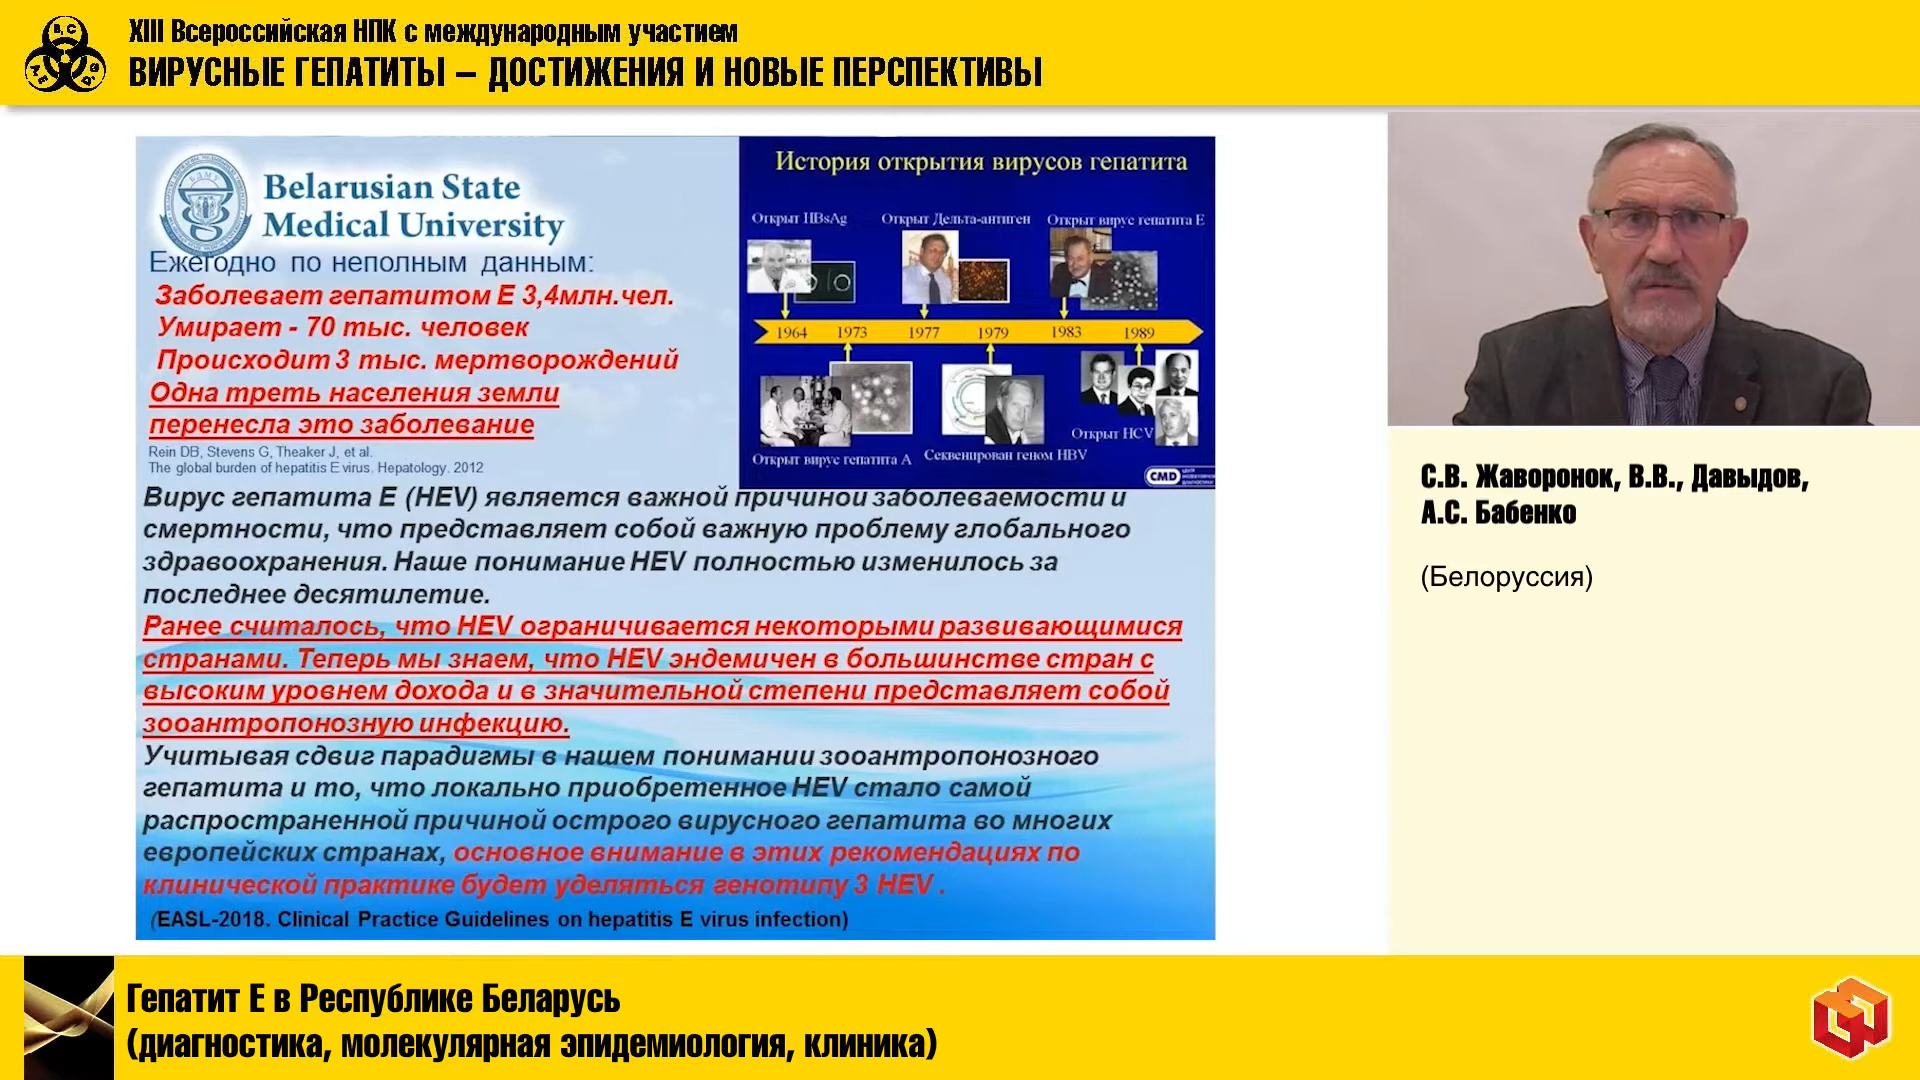 XIII Всероссийская НПК с международным участием
ВИРУСНЫЕ ГЕПАТИТЫ – ДОСТИЖЕНИЯ И НОВЫЕ ПЕРСПЕКТИВЫ
Belarusian State
Medical University
Ежегодно по неполным данным:
Заболевает гепатитом Е 3,4млн.чел.
Умирает - 70 тыс. человек
Происходит 3 тыс. мертворождений
Одна треть населения земли
перенесла это заболевание
Rein DB, Stevens G, Theaker J, et al.
The global burden of hepatitis E virus. Hepatology. 2012
История открытия вирусов гепатита
Открыт HBsAg
Открыт Дельта-антиген
Открыт вирус гепатита Е
1964 1973 1977 1979 1983 1989
Открыт вирус гепатита А
Секвенирован геном HBV
Открыт HCV
CMD
Вирус гепатита Е (HEV) является важной причиной заболеваемости и
смертности, что представляет собой важную проблему глобального
здравоохранения. Наше понимание HEV полностью изменилось за
последнее десятилетие.
Ранее считалось, что HEV ограничивается некоторыми развивающимися
странами. Теперь мы знаем, что HEV эндемичен в большинстве стран с
высоким уровнем дохода и в значительной степени представляет собой
зооантропонозную инфекцию.
Учитывая сдвиг парадигмы в нашем понимании зооантропонозного
гепатита и то, что локально приобретенное HEV стало самой
распространенной причиной острого вирусного гепатита во многих
европейских странах, основное внимание в этих рекомендациях по
клинической практике будет уделяться генотипу 3 HEV .
(EASL-2018. Clinical Practice Guidelines on hepatitis E virus infection)
С.В. Жаворонок, В.В., Давыдов,
А.С. Бабенко
(Белоруссия)
Гепатит Е в Республике Беларусь
(диагностика, молекулярная эпидемиология, клиника)